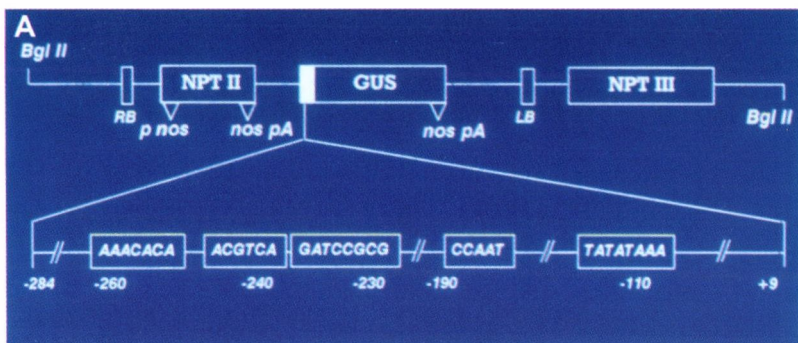 A
Bgl II
NPT II
GUS
NPT III
RB
p nos
nos pA
nos pA
LB
Bgl II
AAACACA
ACGTCA
GATCCGCG
CCAAT
TATATAAA
-284
-260
-240
-230
-190
-110
+9